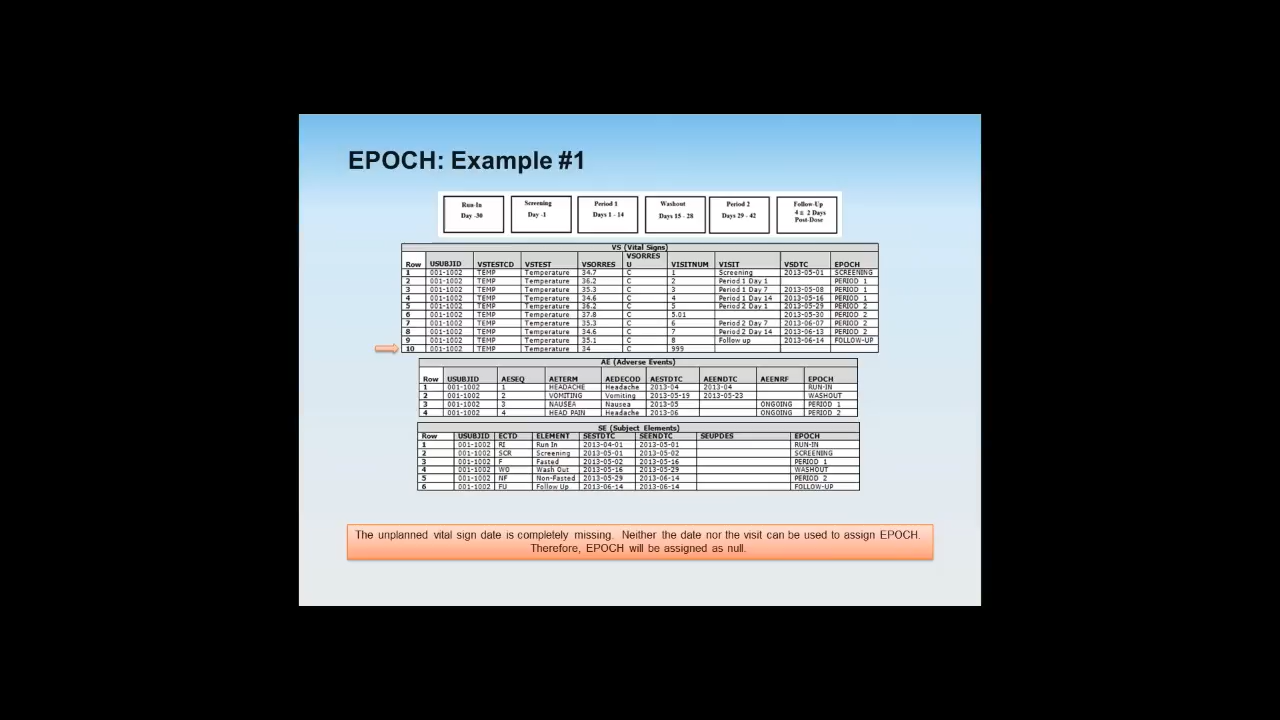 EPOCH: Example #1
Run-In Screening Period 1 Washout Period 2 Follow-Up
Day -30 Day -1 Days 1 - 14 Days 15 - 28 Days 29 - 42 4 ± 2 Days
Post-Dose
VS (Vital Signs)
Row USUBJID VSTESTCD VSTEST VSORRES VSORRES U VISITNUM VISIT VSDTC EPOCH
1 001-1002 TEMP Temperature 34.7 C 1 Screening 2013-05-01 SCREENING
2 001-1002 TEMP Temperature 36.2 C 2 Period 1 Day 1 PERIOD 1
3 001-1002 TEMP Temperature 35.3 C 3 Period 1 Day 7 2013-05-08 PERIOD 1
4 001-1002 TEMP Temperature 34.6 C 4 Period 1 Day 14 2013-05-16 PERIOD 1
5 001-1002 TEMP Temperature 36.2 C 5 Period 2 Day 1 2013-05-29 PERIOD 2
6 001-1002 TEMP Temperature 37.8 C 5.01 2013-05-30 PERIOD 2
7 001-1002 TEMP Temperature 35.3 C 6 Period 2 Day 7 2013-06-07 PERIOD 2
8 001-1002 TEMP Temperature 34.6 C 7 Period 2 Day 14 2013-06-13 PERIOD 2
9 001-1002 TEMP Temperature 35.1 C 8 Follow up 2013-06-14 FOLLOW-UP
10 001-1002 TEMP Temperature 34 C 999
AE (Adverse Events)
Row USUBJID AESEQ AETERM AEDECOD AESTDTC AEENDTC AEENRF EPOCH
1 001-1002 1 HEADACHE Headache 2013-04 2013-04 RUN-IN
2 001-1002 2 VOMITING Vomiting 2013-05-19 2013-05-23 WASHOUT
3 001-1002 3 NAUSEA Nausea 2013-05 ONGOING PERIOD 1
4 001-1002 4 HEAD PAIN Headache 2013-06 ONGOING PERIOD 2
SE (Subject Elements)
Row USUBJID ECTD ELEMENT SESTDTC SEENDTC SEUPDES EPOCH
1 001-1002 RI Run In 2013-04-01 2013-05-01 RUN-IN
2 001-1002 SCR Screening 2013-05-01 2013-05-02 SCREENING
3 001-1002 F Fasted 2013-05-02 2013-05-16 PERIOD 1
4 001-1002 WO Wash Out 2013-05-16 2013-05-29 WASHOUT
5 001-1002 NF Non-Fasted 2013-05-29 2013-06-14 PERIOD 2
6 001-1002 FU Follow Up 2013-06-14 2013-06-14 FOLLOW-UP
The unplanned vital sign date is completely missing. Neither the date nor the visit can be used to assign EPOCH.
Therefore, EPOCH will be assigned as null.